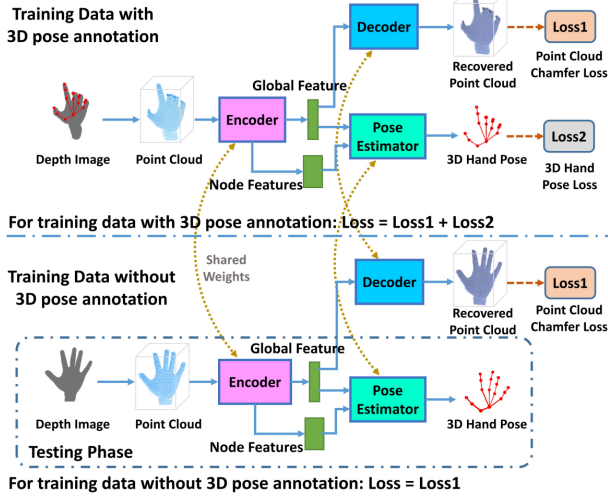 Training Data with
3D pose annotation
Decoder
Loss1
Recovered
Point Cloud
Point Cloud
Chamfer Loss
Global Feature
Encoder
Pose
Estimator
Loss2
Depth Image
Point Cloud
Node Features
3D Hand Pose
3D Hand
Pose Loss
For training data with 3D pose annotation: Loss = Loss1 + Loss2
Training Data without
3D pose annotation
Shared
Weights
Decoder
Loss1
Recovered
Point Cloud
Point Cloud
Chamfer Loss
Global Feature
Encoder
Pose
Estimator
Depth Image
Point Cloud
Node Features
3D Hand Pose
Testing Phase
For training data without 3D pose annotation: Loss = Loss1